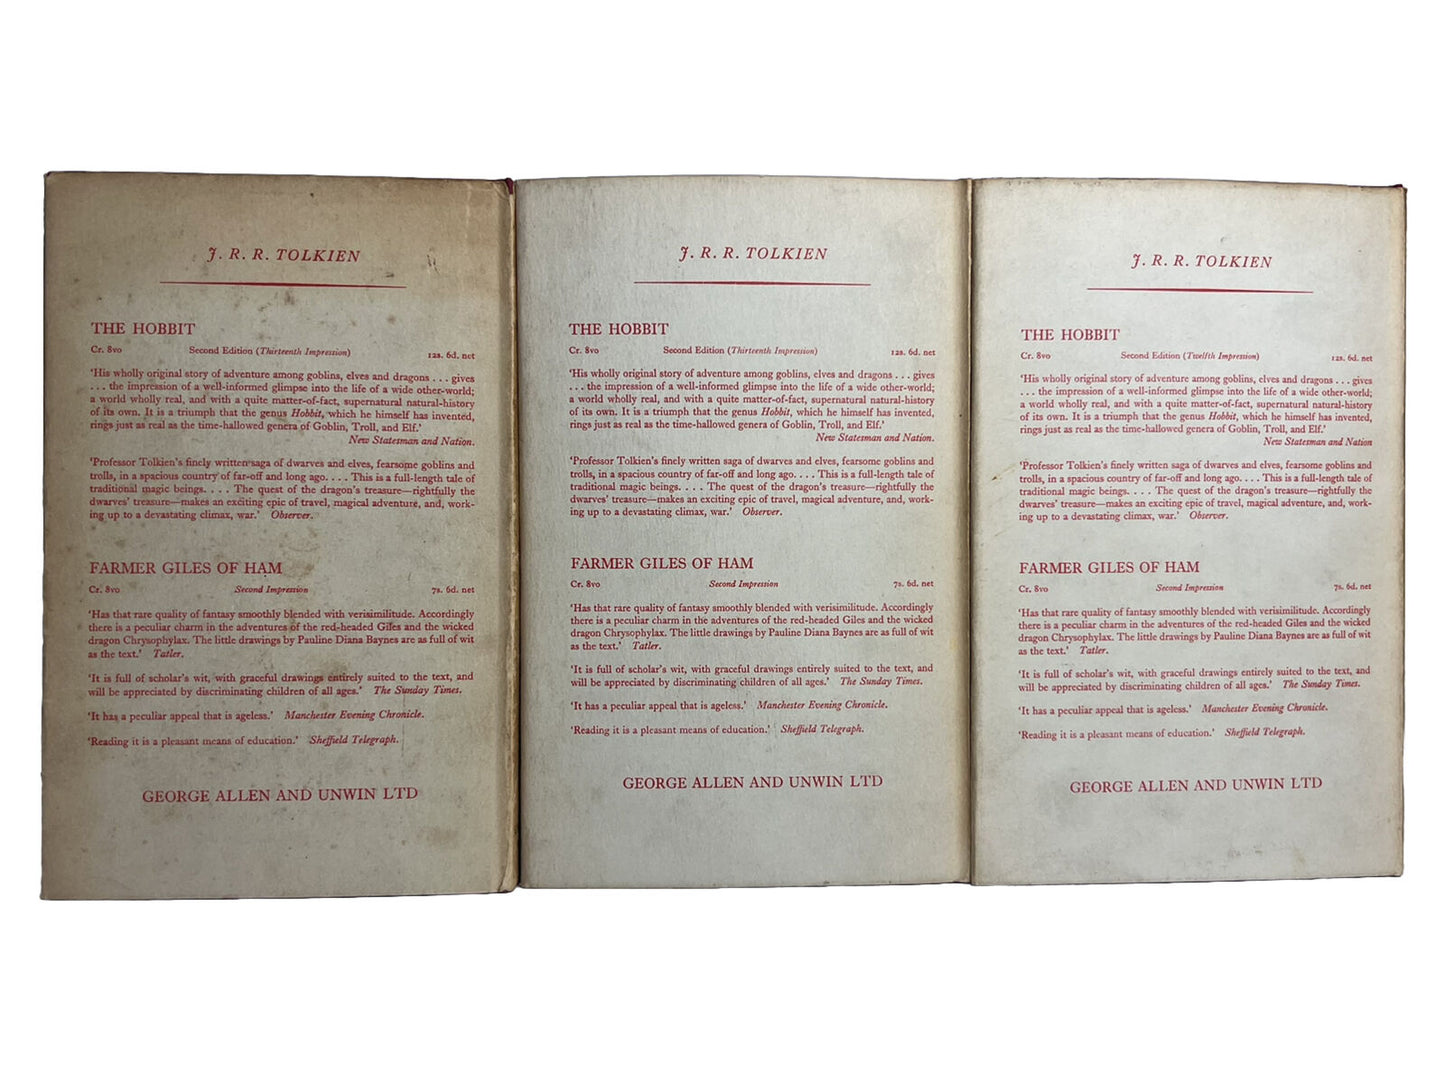 J. R. R. TOLKIEN
THE HOBBIT
Cr. 8vo Second Edition (Thirteenth Impression) 12s. 6d. net
'His wholly original story of adventure among goblins, elves and dragons . . . gives
. . . the impression of a well-informed glimpse into the life of a wide other-world;
a world wholly real, and with a quite matter-of-fact, supernatural natural-history
of its own. It is a triumph that the genus Hobbit, which he himself has invented,
rings just as real as the time-hallowed genera of Goblin, Troll, and Elf.'
New Statesman and Nation.
'Professor Tolkien's finely written saga of dwarves and elves, fearsome goblins and
trolls, in a spacious country of far-off and long ago. . . . This is a full-length tale of
traditional magic beings. . . . The quest of the dragon's treasure—rightfully the
dwarves' treasure—makes an exciting epic of travel, magical adventure, and, work-
ing up to a devastating climax, war.' Observer.
FARMER GILES OF HAM
Cr. 8vo Second Impression 7s. 6d. net
'Has that rare quality of fantasy smoothly blended with verisimilitude. Accordingly
there is a peculiar charm in the adventures of the red-headed Giles and the wicked
dragon Chrysophylax. The little drawings by Pauline Diana Baynes are as full of wit
as the text.' Tatler.
'It is full of scholar's wit, with graceful drawings entirely suited to the text, and
will be appreciated by discriminating children of all ages.' The Sunday Times.
'It has a peculiar appeal that is ageless.' Manchester Evening Chronicle.
'Reading it is a pleasant means of education.' Sheffield Telegraph.
GEORGE ALLEN AND UNWIN LTD
J. R. R. TOLKIEN
THE HOBBIT
Cr. 8vo Second Edition (Thirteenth Impression) 12s. 6d. net
'His wholly original story of adventure among goblins, elves and dragons . . . gives
. . . the impression of a well-informed glimpse into the life of a wide other-world;
a world wholly real, and with a quite matter-of-fact, supernatural natural-history
of its own. It is a triumph that the genus Hobbit, which he himself has invented,
rings just as real as the time-hallowed genera of Goblin, Troll, and Elf.'
New Statesman and Nation.
'Professor Tolkien's finely written saga of dwarves and elves, fearsome goblins and
trolls, in a spacious country of far-off and long ago. . . . This is a full-length tale of
traditional magic beings. . . . The quest of the dragon's treasure—rightfully the
dwarves' treasure—makes an exciting epic of travel, magical adventure, and, work-
ing up to a devastating climax, war.' Observer.
FARMER GILES OF HAM
Cr. 8vo Second Impression 7s. 6d. net
'Has that rare quality of fantasy smoothly blended with verisimilitude. Accordingly
there is a peculiar charm in the adventures of the red-headed Giles and the wicked
dragon Chrysophylax. The little drawings by Pauline Diana Baynes are as full of wit
as the text.' Tatler.
'It is full of scholar's wit, with graceful drawings entirely suited to the text, and
will be appreciated by discriminating children of all ages.' The Sunday Times.
'It has a peculiar appeal that is ageless.' Manchester Evening Chronicle.
'Reading it is a pleasant means of education.' Sheffield Telegraph.
GEORGE ALLEN AND UNWIN LTD
J. R. R. TOLKIEN
THE HOBBIT
Cr. 8vo Second Edition (Twelfth Impression) 12s. 6d. net
'His wholly original story of adventure among goblins, elves and dragons . . . gives
. . . the impression of a well-informed glimpse into the life of a wide other-world;
a world wholly real, and with a quite matter-of-fact, supernatural natural-history
of its own. It is a triumph that the genus Hobbit, which he himself has invented,
rings just as real as the time-hallowed genera of Goblin, Troll, and Elf.'
New Statesman and Nation
'Professor Tolkien's finely written saga of dwarves and elves, fearsome goblins and
trolls, in a spacious country of far-off and long ago. . . . This is a full-length tale of
traditional magic beings. . . . The quest of the dragon's treasure—rightfully the
dwarves' treasure—makes an exciting epic of travel, magical adventure, and, work-
ing up to a devastating climax, war.' Observer.
FARMER GILES OF HAM
Cr. 8vo Second Impression 7s. 6d. net
'Has that rare quality of fantasy smoothly blended with verisimilitude. Accordingly
there is a peculiar charm in the adventures of the red-headed Giles and the wicked
dragon Chrysophylax. The little drawings by Pauline Diana Baynes are as full of wit
as the text.' Tatler.
'It is full of scholar's wit, with graceful drawings entirely suited to the text, and
will be appreciated by discriminating children of all ages.' The Sunday Times.
'It has a peculiar appeal that is ageless.' Manchester Evening Chronicle.
'Reading it is a pleasant means of education.' Sheffield Telegraph.
GEORGE ALLEN AND UNWIN LTD